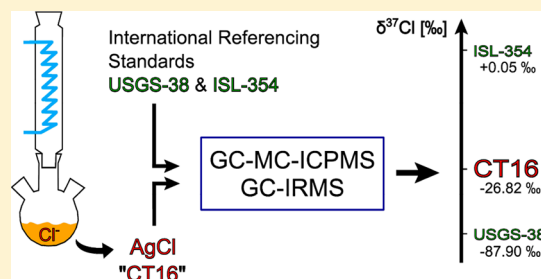 International Referencing
Standards
USGS-38 & ISL-354
GC-MC-ICPMS
GC-IRMS
Cl⁻
AgCl
"CT16"
δ³⁷Cl [‰]
ISL-354
+0.05 ‰
CT16
-26.82 ‰
USGS-38
-87.90 ‰